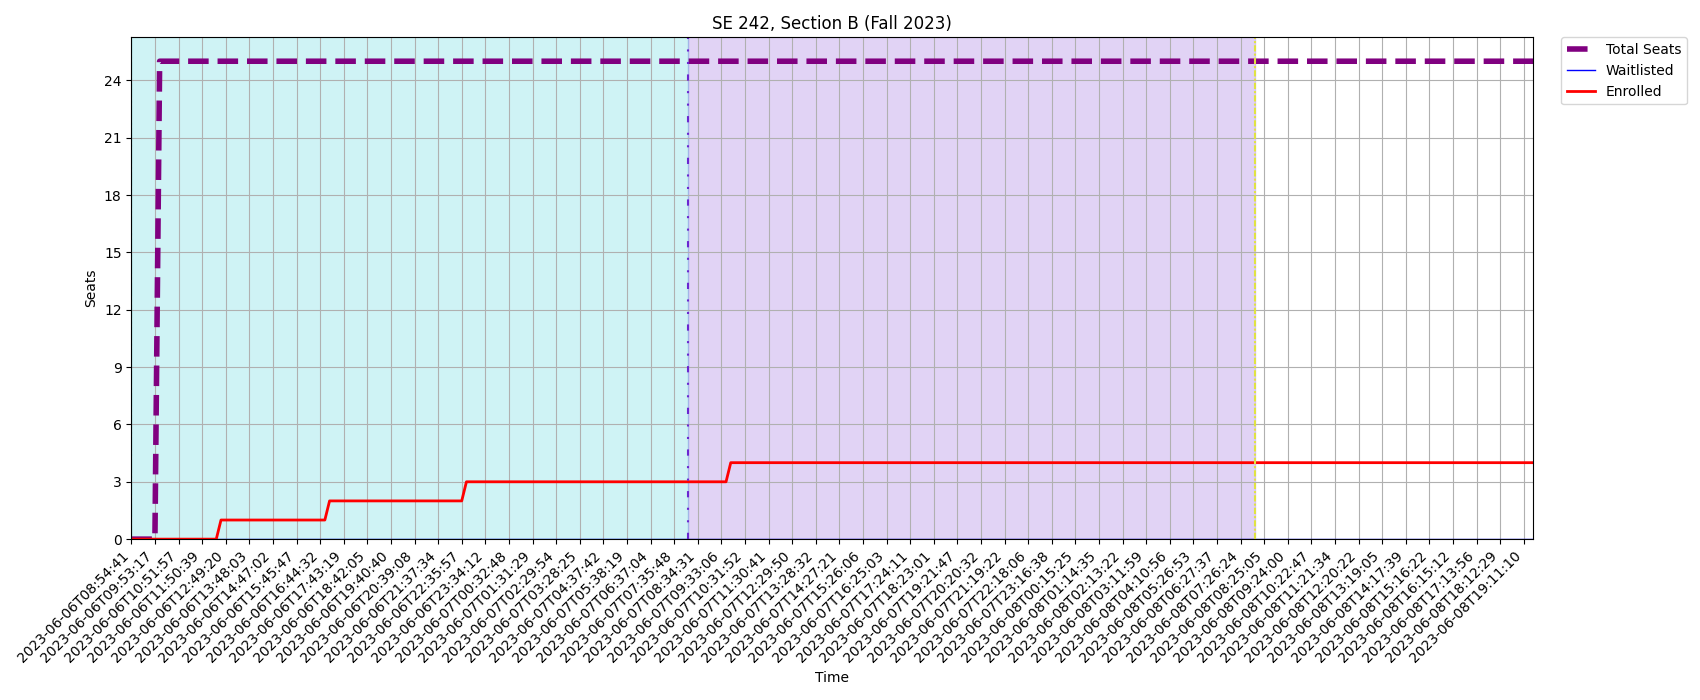 SE 242, Section B (Fall 2023)
Total Seats
Waitlisted
Enrolled
Seats
24
21
18
15
12
9
6
3
0
2023-06-06T08:54:41
2023-06-06T09:53:17
2023-06-06T10:51:57
2023-06-06T11:50:39
2023-06-06T12:49:20
2023-06-06T13:48:03
2023-06-06T14:47:02
2023-06-06T15:45:47
2023-06-06T16:44:32
2023-06-06T17:43:19
2023-06-06T18:42:05
2023-06-06T19:40:40
2023-06-06T20:39:08
2023-06-06T21:37:34
2023-06-06T22:35:57
2023-06-06T23:34:12
2023-06-07T00:32:48
2023-06-07T01:31:29
2023-06-07T02:29:54
2023-06-07T03:28:25
2023-06-07T04:37:42
2023-06-07T05:38:19
2023-06-07T06:37:04
2023-06-07T07:35:48
2023-06-07T08:34:31
2023-06-07T09:33:06
2023-06-07T10:31:52
2023-06-07T11:30:41
2023-06-07T12:29:50
2023-06-07T13:28:32
2023-06-07T14:27:21
2023-06-07T15:26:06
2023-06-07T16:25:03
2023-06-07T17:24:11
2023-06-07T18:23:01
2023-06-07T19:21:47
2023-06-07T20:20:32
2023-06-07T21:19:22
2023-06-07T22:18:06
2023-06-07T23:16:38
2023-06-08T00:15:25
2023-06-08T01:14:35
2023-06-08T02:13:22
2023-06-08T03:11:59
2023-06-08T04:10:56
2023-06-08T05:26:53
2023-06-08T06:27:37
2023-06-08T07:26:24
2023-06-08T08:25:05
2023-06-08T09:24:00
2023-06-08T10:22:47
2023-06-08T11:21:34
2023-06-08T12:20:22
2023-06-08T13:19:05
2023-06-08T14:17:39
2023-06-08T15:16:22
2023-06-08T16:15:12
2023-06-08T17:13:56
2023-06-08T18:12:29
2023-06-08T19:11:10
Time